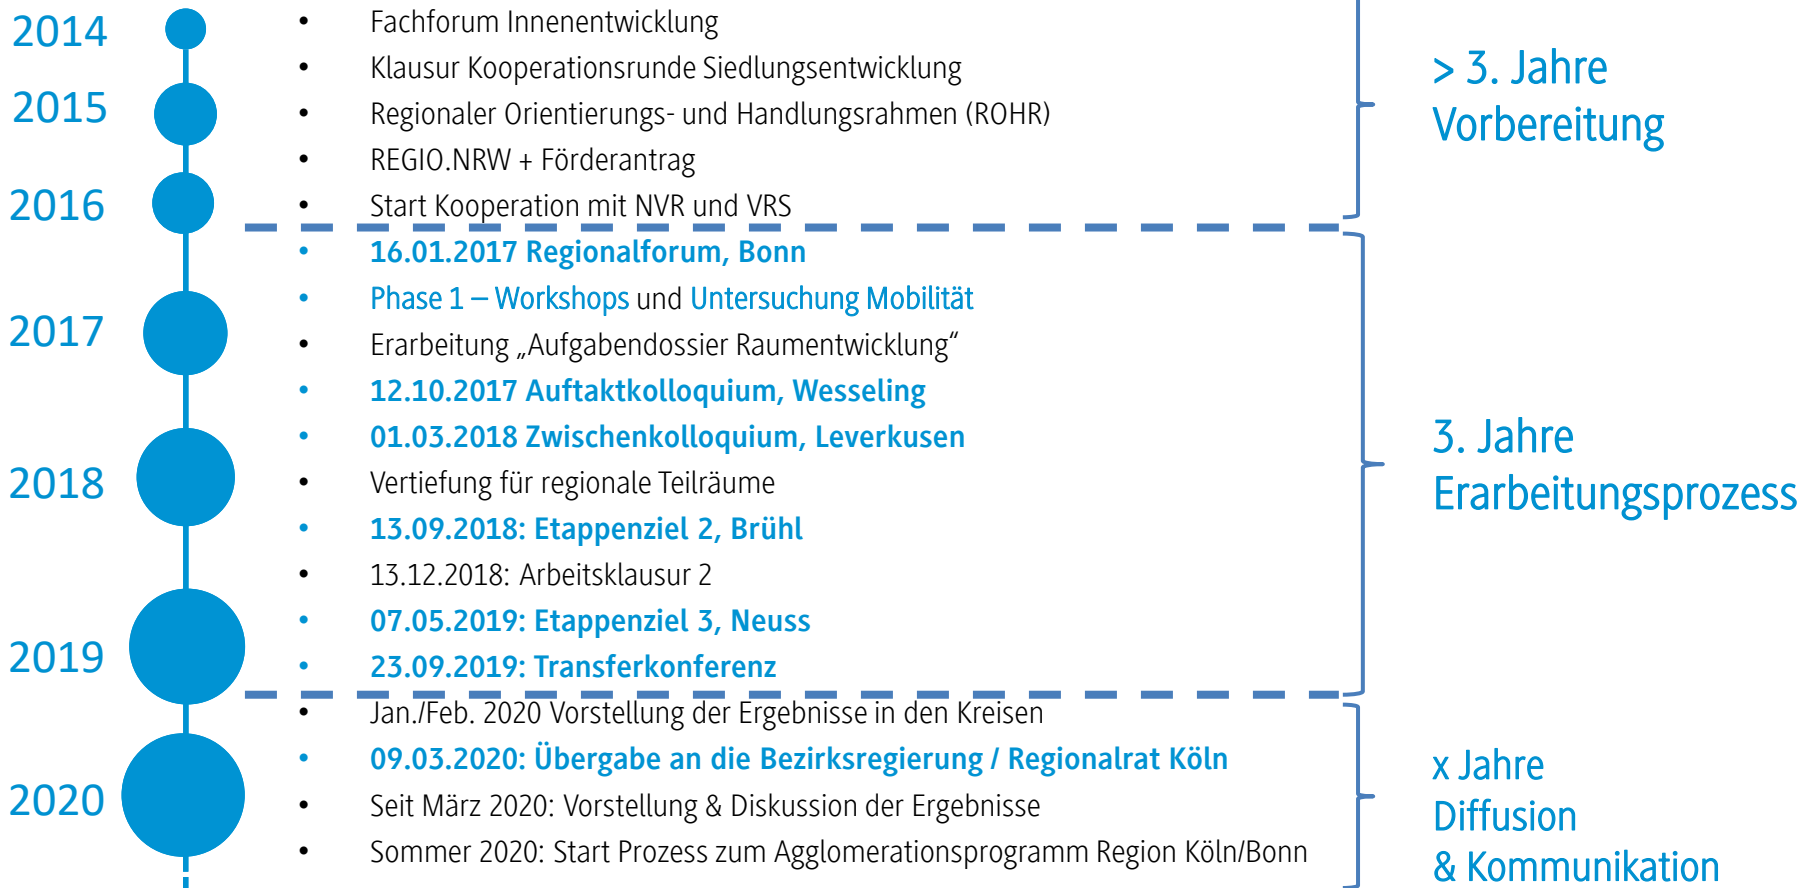 2014
2015
2016
2017
2018
2019
2020
• Fachforum Innenentwicklung
• Klausur Kooperationsrunde Siedlungsentwicklung
• Regionaler Orientierungs- und Handlungsrahmen (ROHR)
• REGIO.NRW + Förderantrag
• Start Kooperation mit NVR und VRS
• 16.01.2017 Regionalforum, Bonn
• Phase 1 – Workshops und Untersuchung Mobilität
• Erarbeitung „Aufgabendossier Raumentwicklung“
• 12.10.2017 Auftaktkolloquium, Wesseling
• 01.03.2018 Zwischenkolloquium, Leverkusen
• Vertiefung für regionale Teilräume
• 13.09.2018: Etappenziel 2, Brühl
• 13.12.2018: Arbeitsklausur 2
• 07.05.2019: Etappenziel 3, Neuss
• 23.09.2019: Transferkonferenz
• Jan./Feb. 2020 Vorstellung der Ergebnisse in den Kreisen
• 09.03.2020: Übergabe an die Bezirksregierung / Regionalrat Köln
• Seit März 2020: Vorstellung & Diskussion der Ergebnisse
• Sommer 2020: Start Prozess zum Agglomerationsprogramm Region Köln/Bonn
> 3. Jahre
Vorbereitung
3. Jahre
Erarbeitungsprozess
x Jahre
Diffusion
& Kommunikation